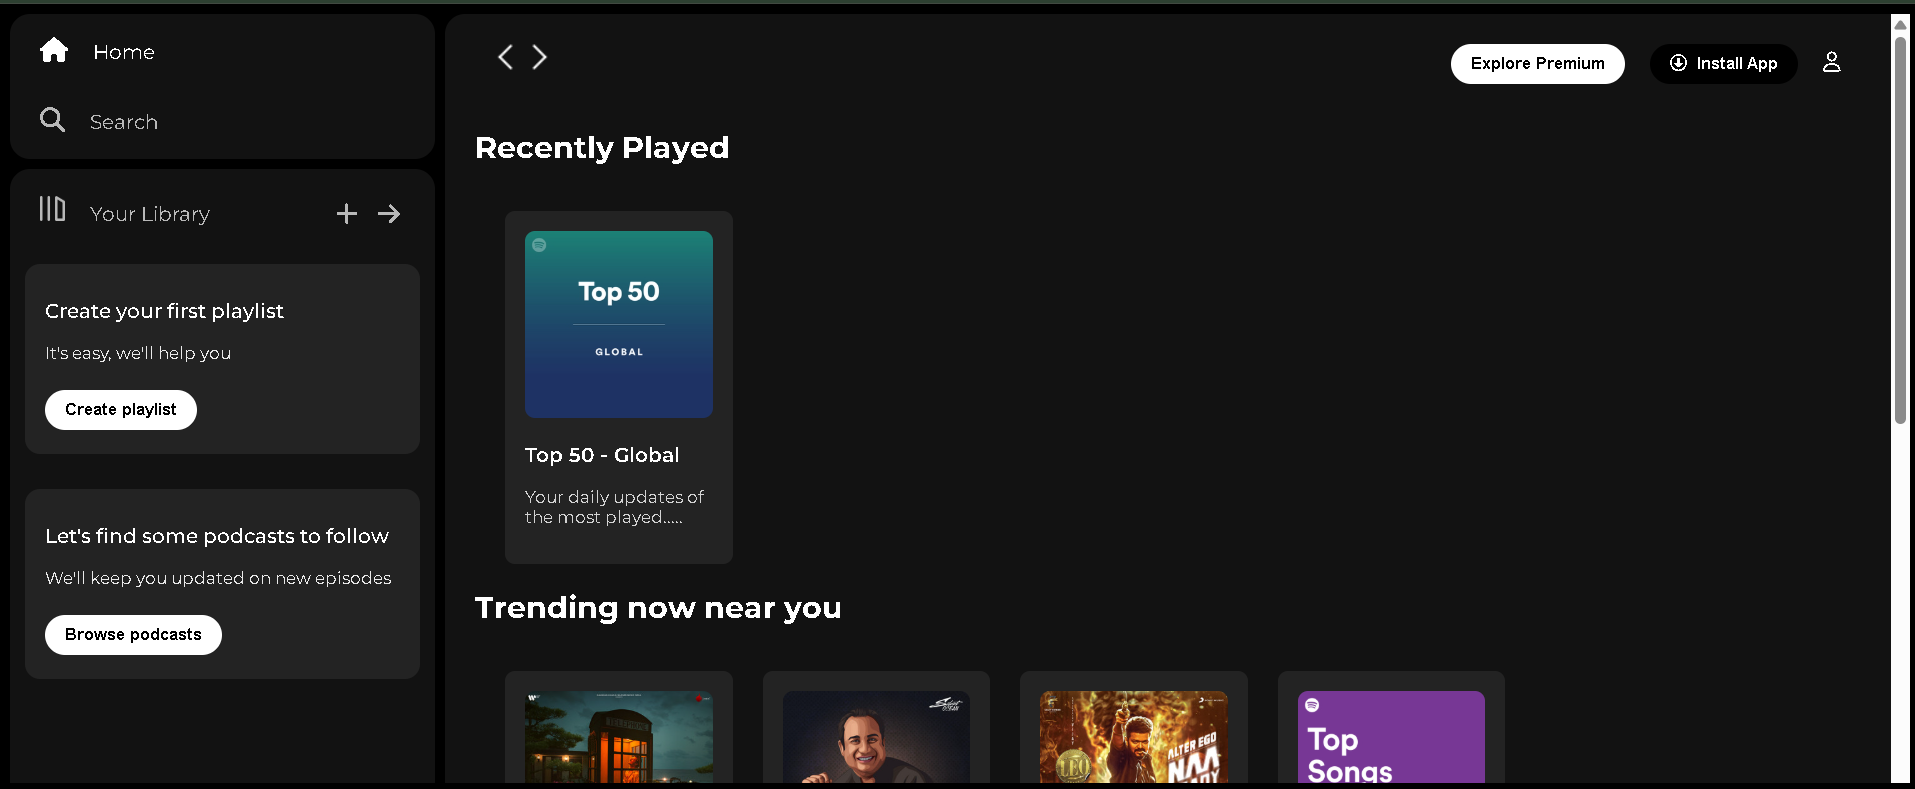 Home
Search
Your Library
Create your first playlist
It's easy, we'll help you
Create playlist
Let's find some podcasts to follow
We'll keep you updated on new episodes
Browse podcasts
Explore Premium
Install App
Recently Played
Top 50
GLOBAL
Top 50 - Global
Your daily updates of
the most played.....
Trending now near you
TELEPHONE
LEO
ALTER EGO
NAA
Top
Songs